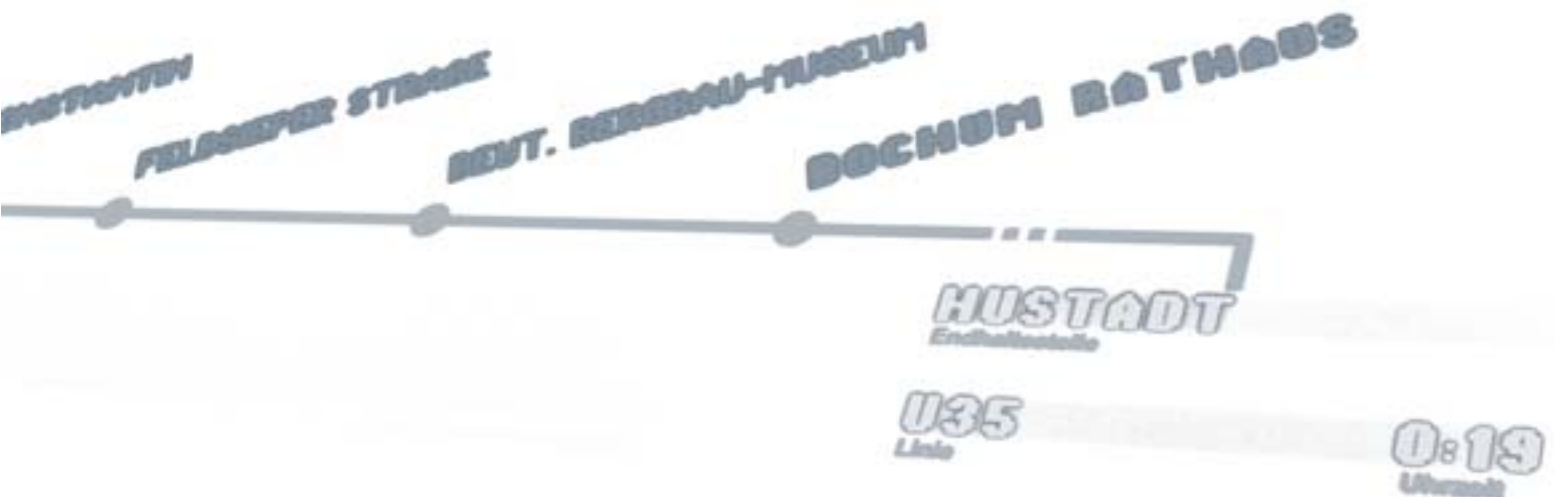 FELDSIEPER STRAßE
DEUT. BERGBAU-MUSEUM
BOCHUM RATHAUS
HUSTADT
Endhaltestelle
U35
Linie
0:19
Uhrzeit